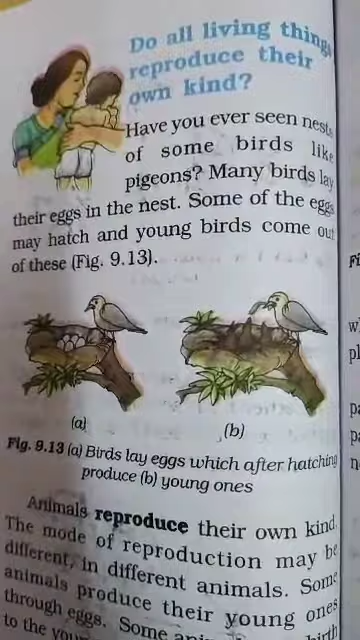 Do all living things
reproduce their
own kind?
Have you ever seen nests
of some birds like
pigeons? Many birds lay
their eggs in the nest. Some of the eggs
may hatch and young birds come out
of these (Fig. 9.13).
(a)
(b)
Fig. 9.13 (a) Birds lay eggs which after hatching
produce (b) young ones
Animals reproduce their own kind.
The mode of reproduction may be
different, in different animals. Some
animals produce their young ones
through eggs. Some
birth
to the